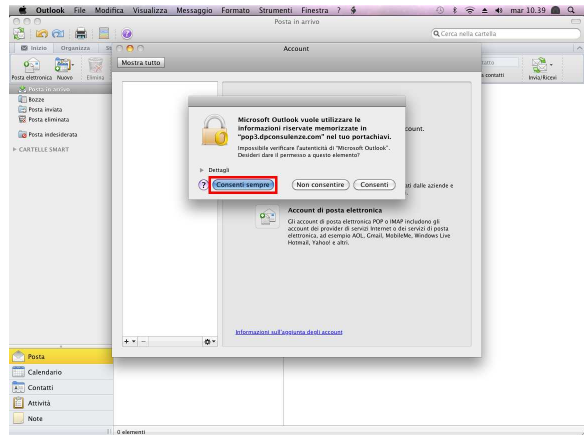 Outlook File Modifica Visualizza Messaggio Formato Strumenti Finestra ? mar 10.39
Posta in arrivo
Cerca nella cartella
Inizio Organizza
Account
Mostra tutto
Posta elettronica Nuovo Elimina
contatti Invia/Ricevi
Posta in arrivo
Bozze
Posta inviata
Posta eliminata
Posta indesiderata
CARTELLE SMART
Microsoft Outlook vuole utilizzare le
informazioni riservate memorizzate in
"pop3.dpconsulenze.com" nel tuo portachiavi.
Impossibile verificare l'autenticità di "Microsoft Outlook".
Desideri dare il permesso a questo elemento?
Dettagli
? Consenti sempre Non consentire Consenti
count.
ati dalle aziende e
Account di posta elettronica
Gli account di posta elettronica POP o IMAP includono gli
account dei provider di servizi Internet o dei servizi di posta
elettronica, ad esempio AOL, Gmail, MobileMe, Windows Live
Hotmail, Yahoo! e altri.
Informazioni sull'aggiunta degli account
+ −
Posta
Calendario
Contatti
Attività
Note
0 elementi